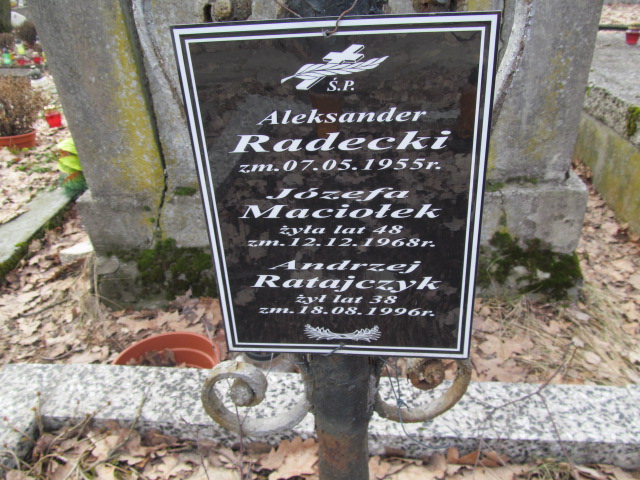 Ś.P.
Aleksander
Radecki
zm.07.05.1955r.
Józefa
Maciołek
żyła lat 48
zm.12.12.1968r.
Andrzej
Ratajczyk
żył lat 38
zm.18.08.1996r.